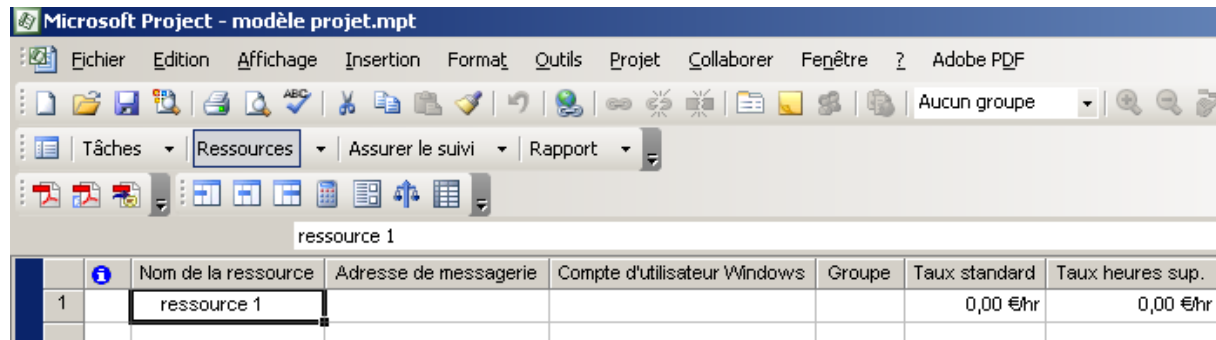 Microsoft Project - modèle projet.mpt
Fichier Edition Affichage Insertion Format Outils Projet Collaborer Fenêtre ? Adobe PDF
ABC Aucun groupe
Tâches Ressources Assurer le suivi Rapport
ressource 1
Nom de la ressource Adresse de messagerie Compte d'utilisateur Windows Groupe Taux standard Taux heures sup.
1 ressource 1 0,00 €/hr 0,00 €/hr